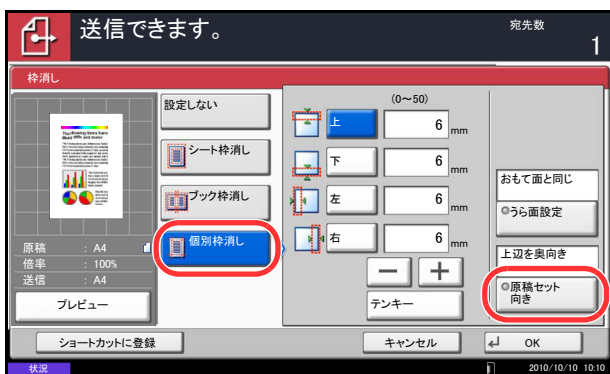 送信できます。
宛先数
1
枠消し
設定しない
シート枠消し
ブック枠消し
個別枠消し
(0～50)
上
6 mm
下
6 mm
左
6 mm
右
6 mm
テンキー
おもて面と同じ
うら面設定
上辺を奥向き
原稿セット
向き
原稿 : A4
倍率 : 100%
送信 : A4
プレビュー
ショートカットに登録
キャンセル
OK
状況
2010/10/10 10:10